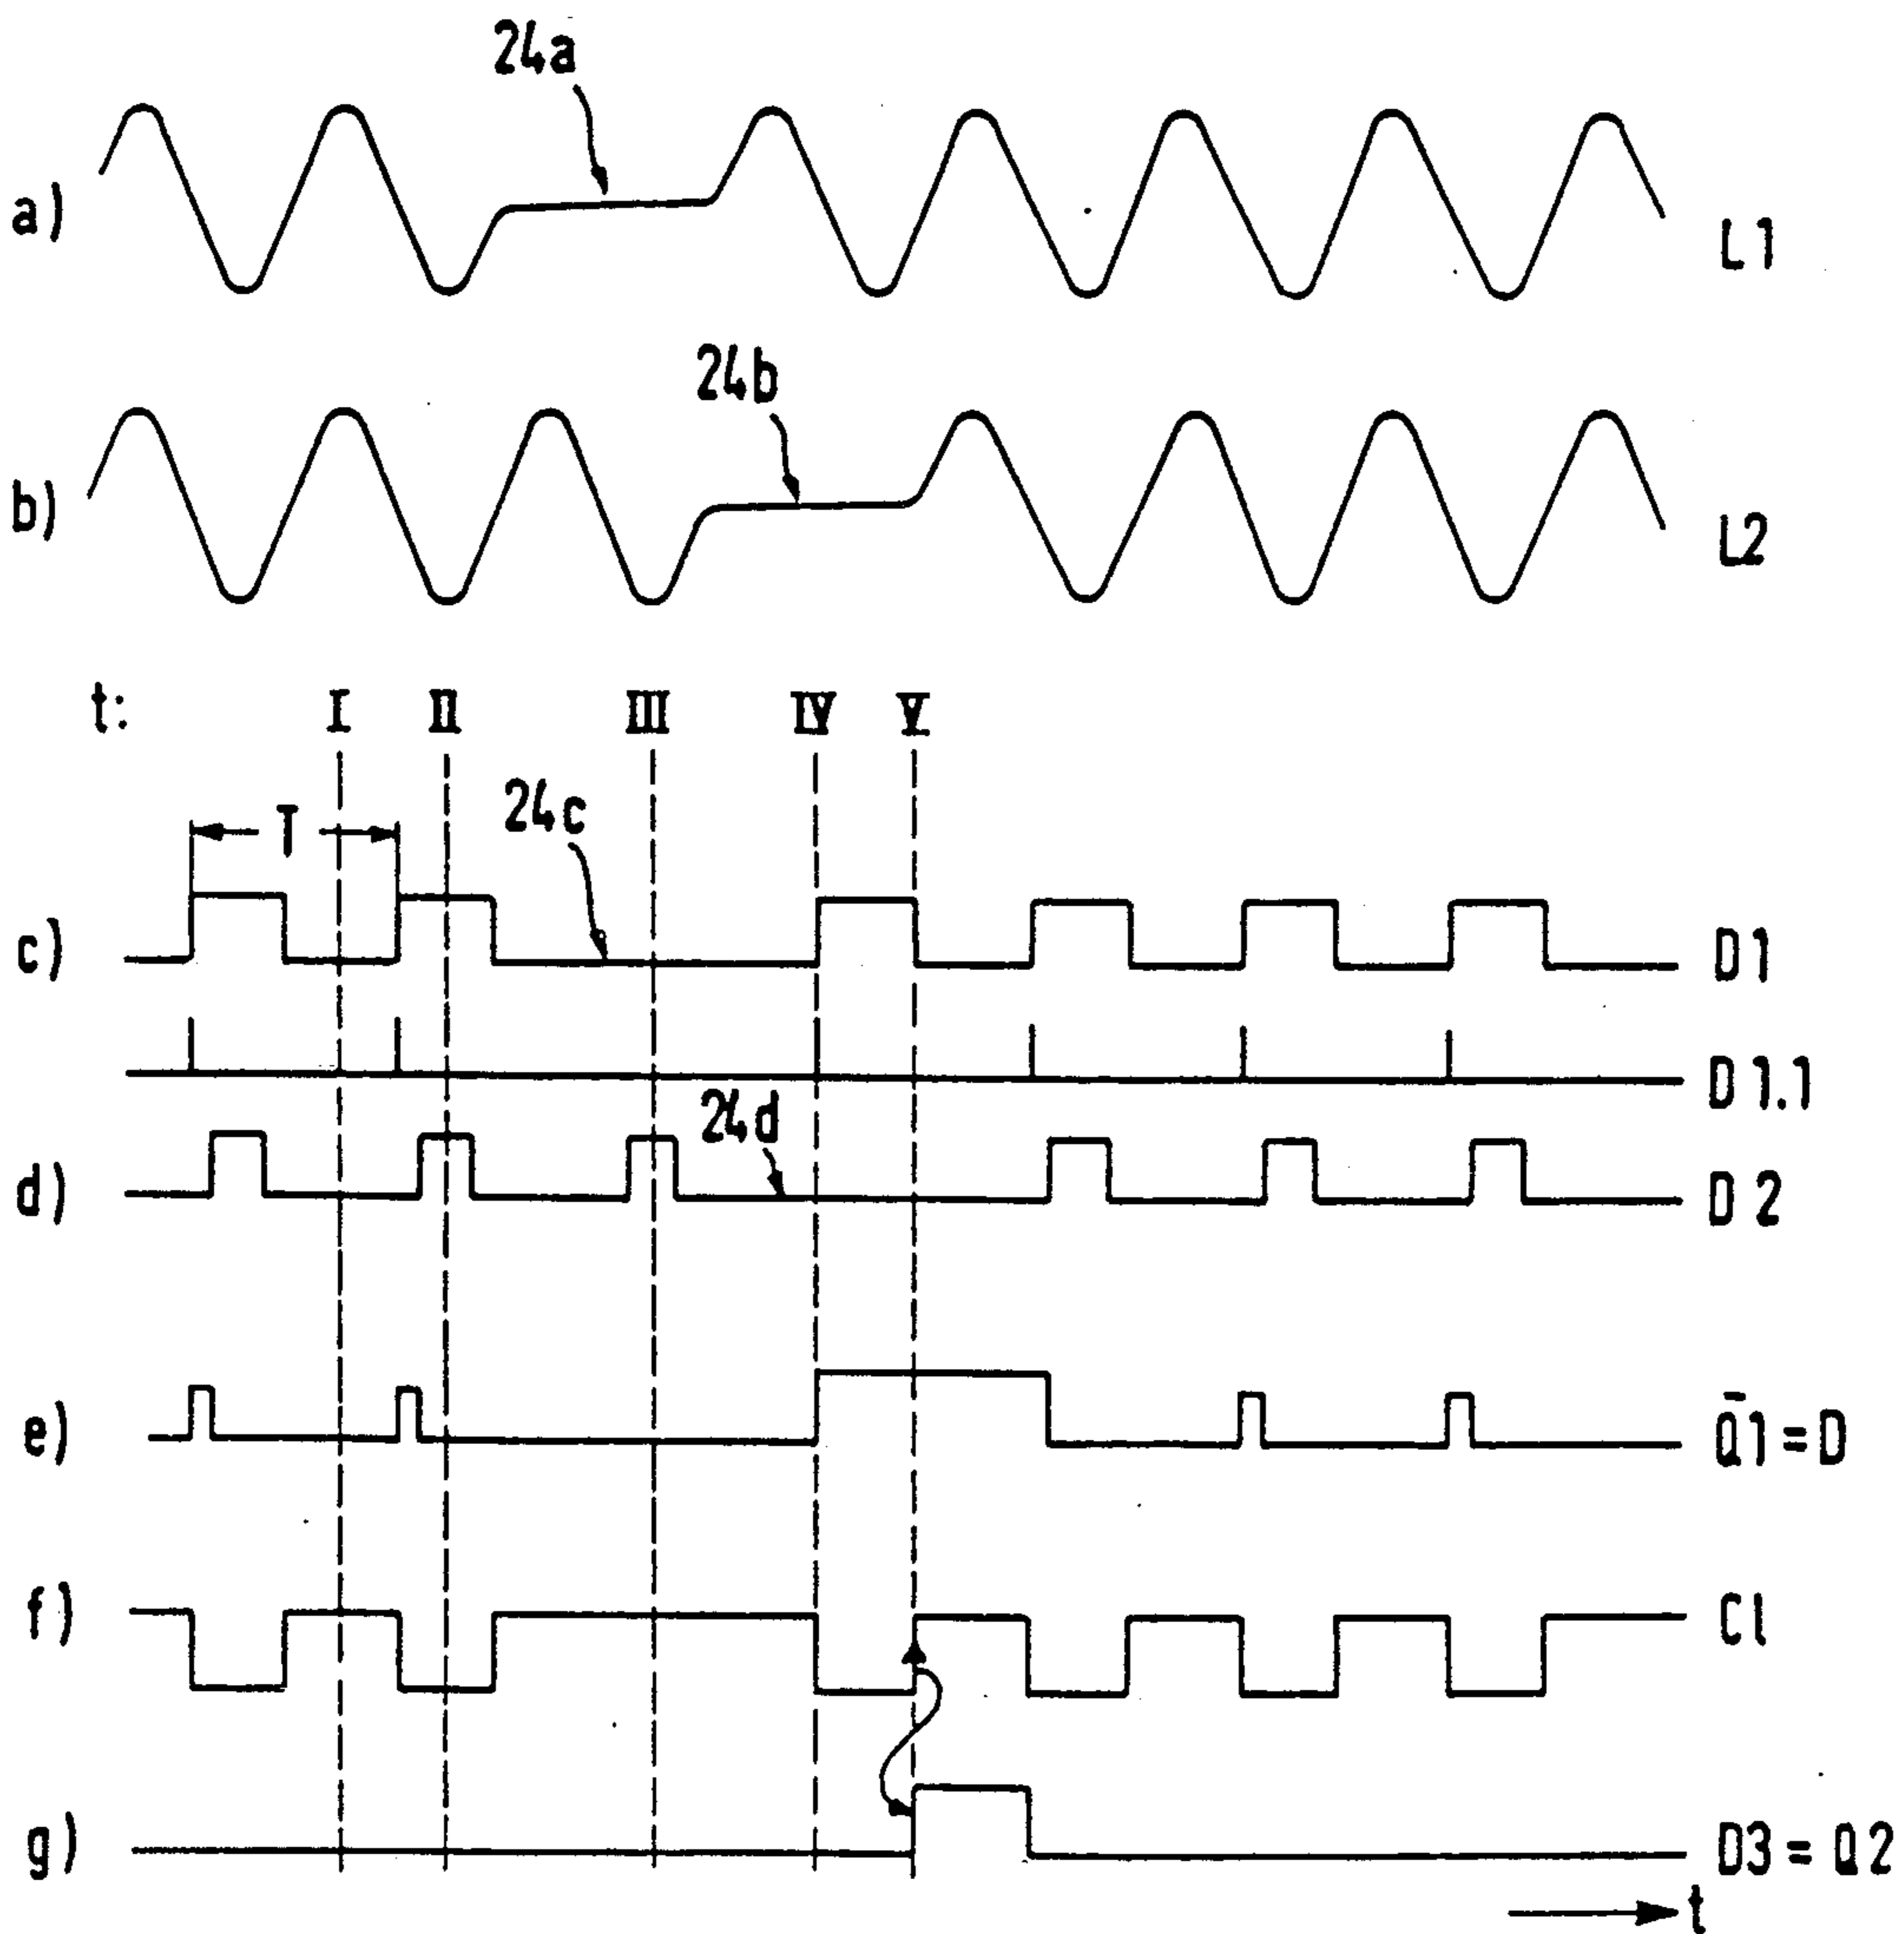 24a
a)
L1
24b
b)
L2
t: I II III IV V
24c
T
c)
D1
D1.1
24d
d)
D2
e)
Q̄1=D
f)
Cl
g)
D3=Q2
t